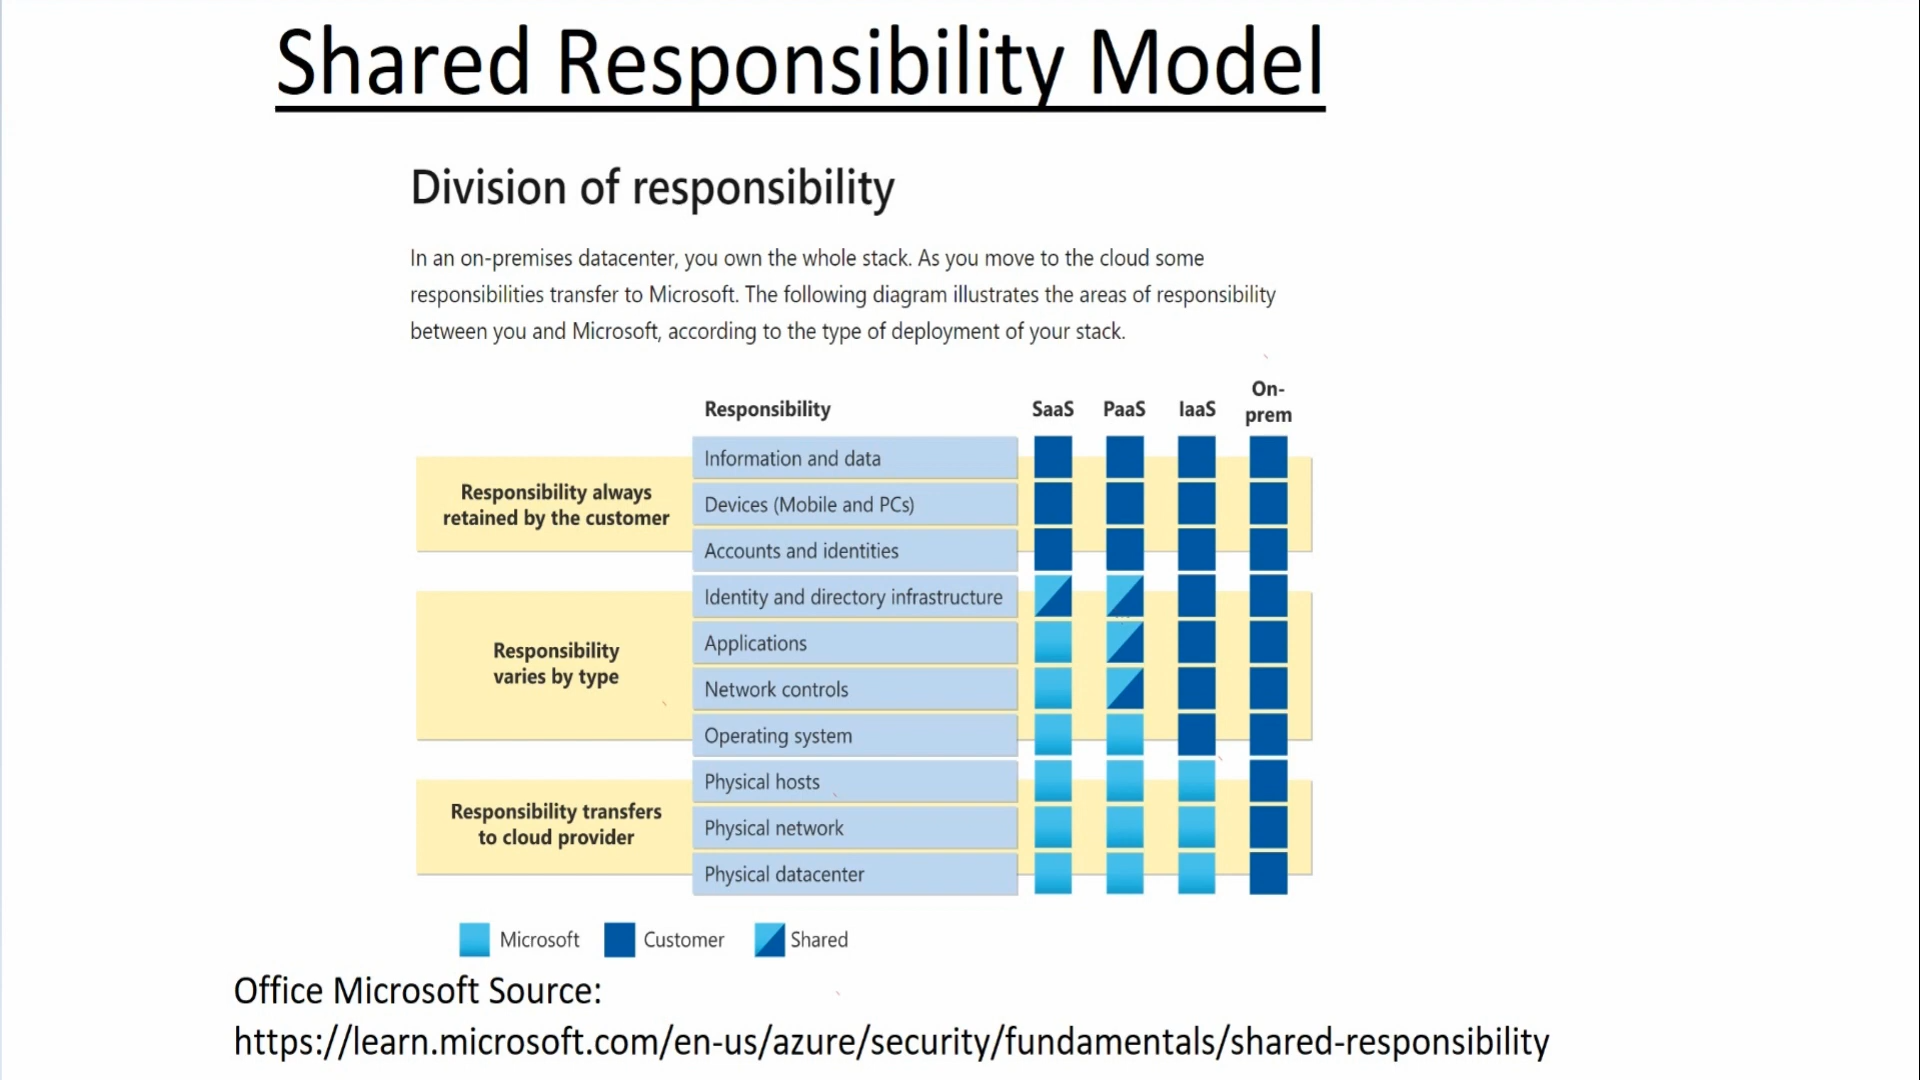 Shared Responsibility Model
Division of responsibility
In an on-premises datacenter, you own the whole stack. As you move to the cloud some
responsibilities transfer to Microsoft. The following diagram illustrates the areas of responsibility
between you and Microsoft, according to the type of deployment of your stack.
Responsibility SaaS PaaS IaaS On-
prem
Responsibility always
retained by the customer
Information and data
Devices (Mobile and PCs)
Accounts and identities
Responsibility
varies by type
Identity and directory infrastructure
Applications
Network controls
Operating system
Responsibility transfers
to cloud provider
Physical hosts
Physical network
Physical datacenter
Microsoft Customer Shared
Office Microsoft Source:
https://learn.microsoft.com/en-us/azure/security/fundamentals/shared-responsibility